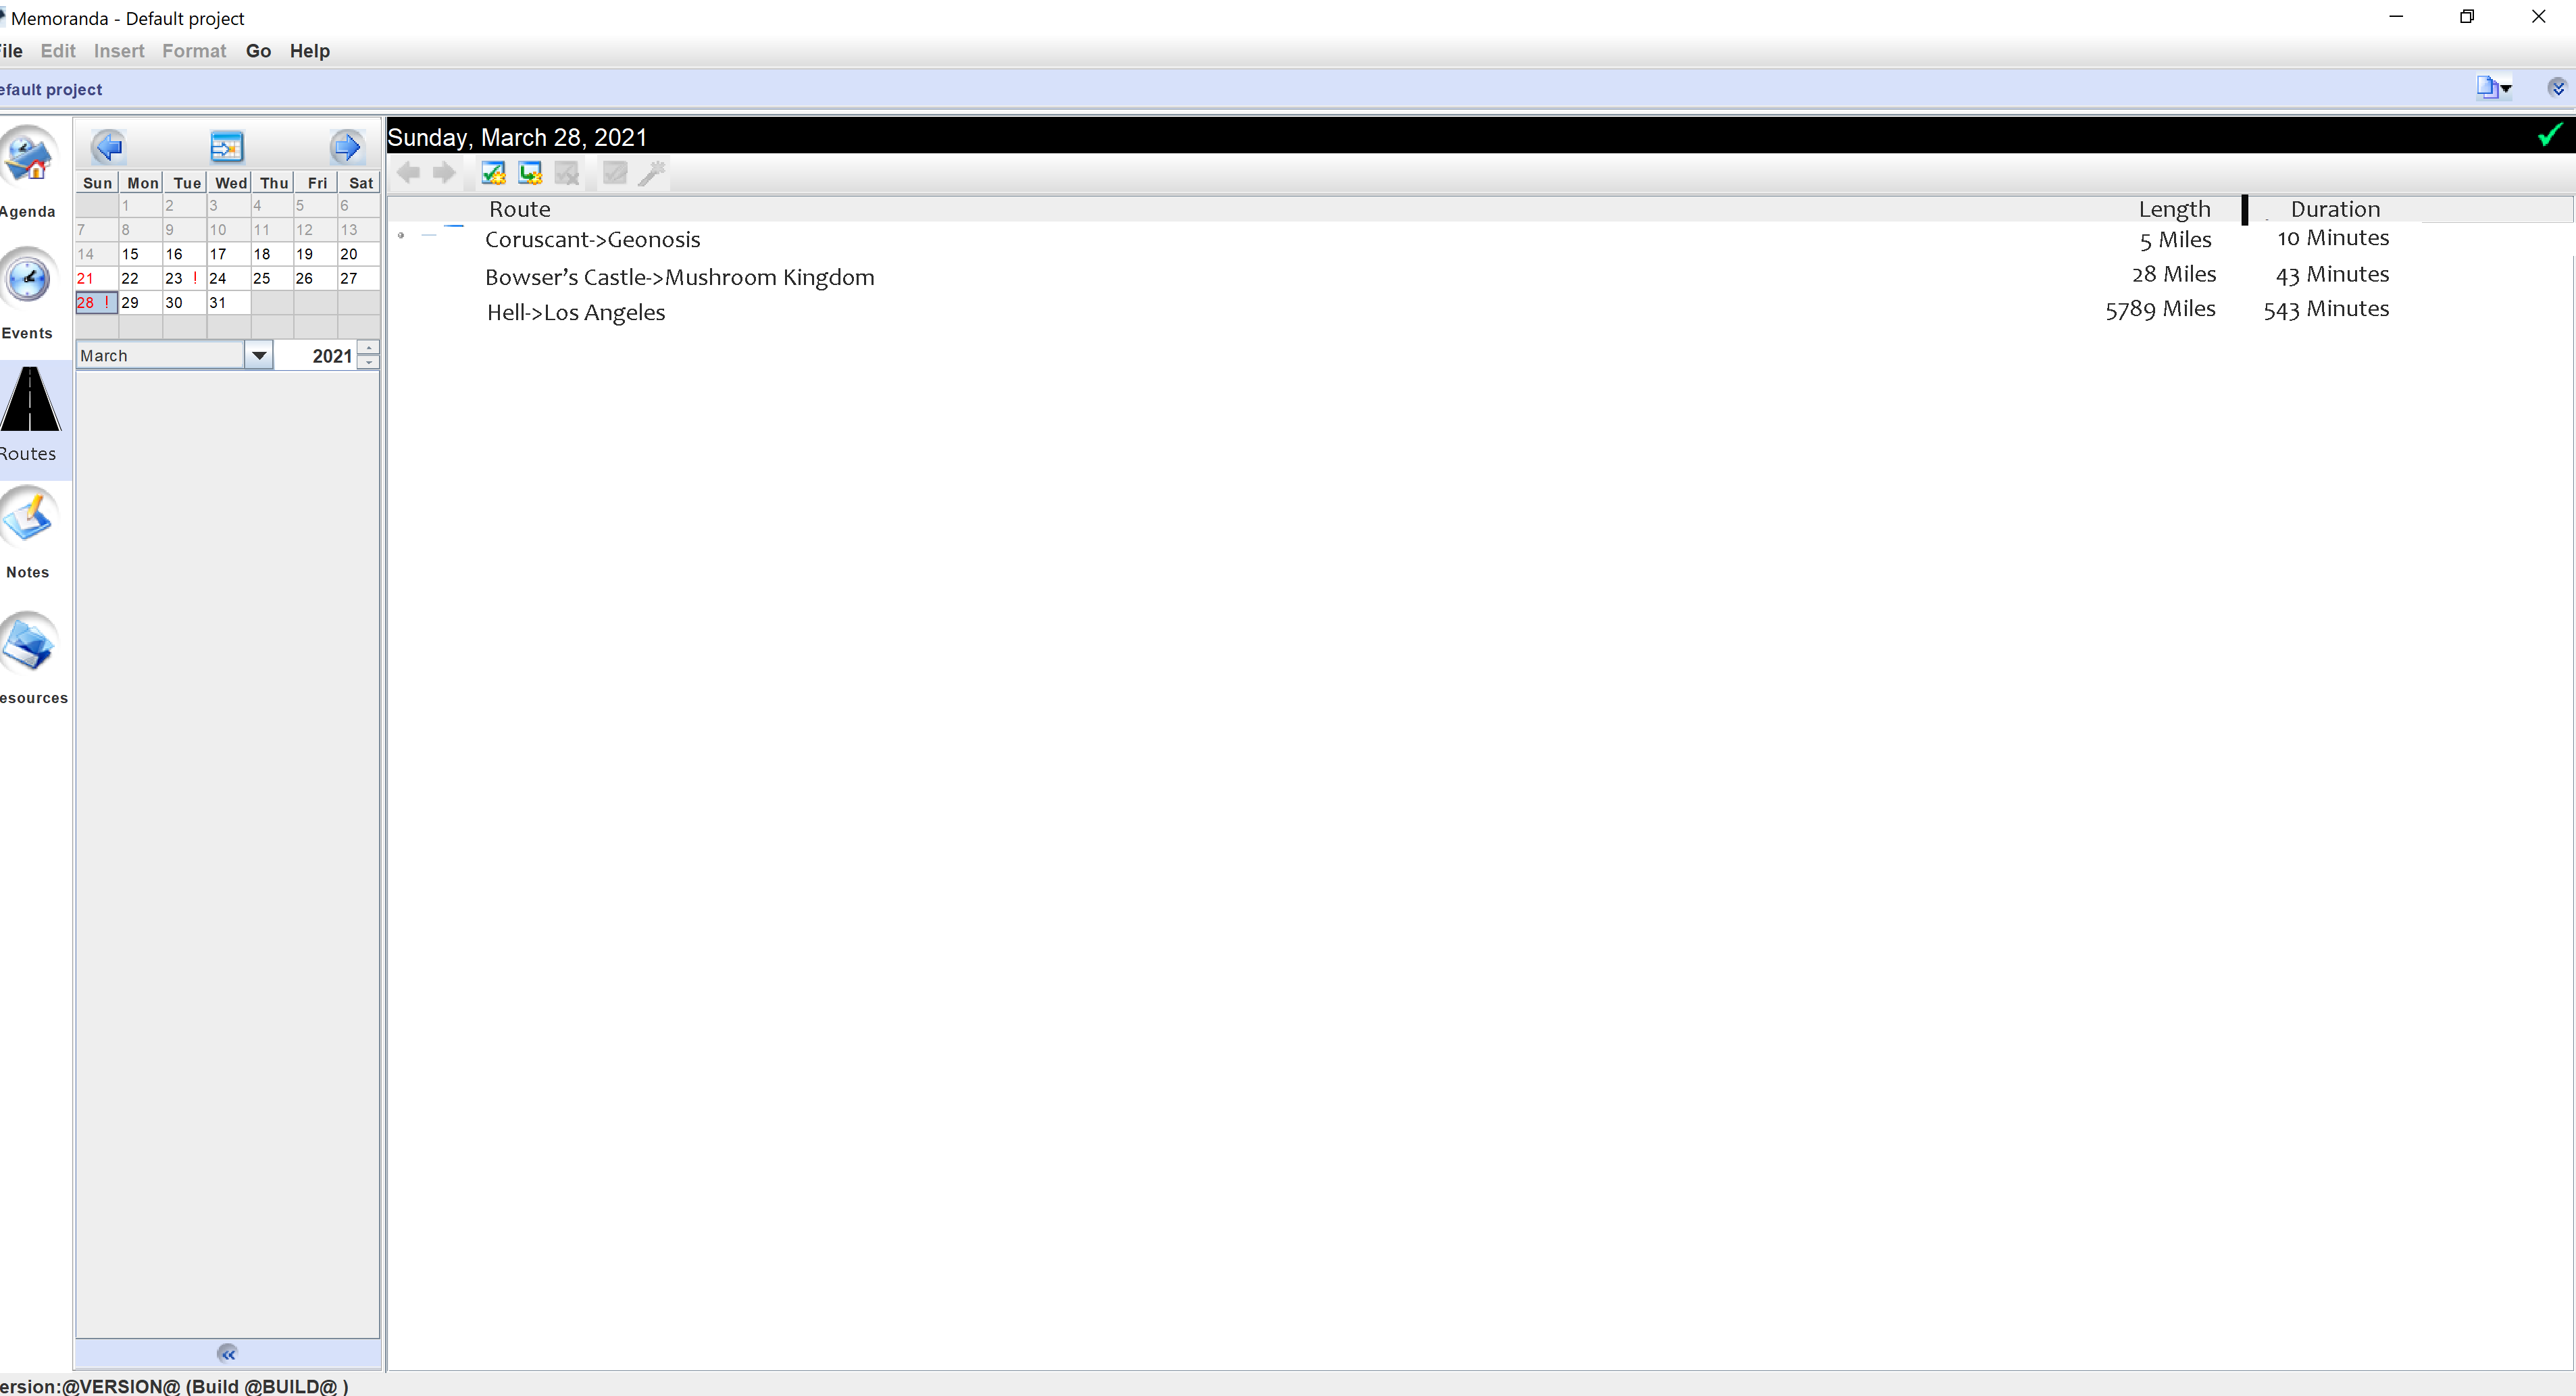 Memoranda - Default project
ile Edit Insert Format Go Help
efault project
Sunday, March 28, 2021
Agenda
Events
Routes
Notes
esources
Sun Mon Tue Wed Thu Fri Sat
1 2 3 4 5 6
7 8 9 10 11 12 13
14 15 16 17 18 19 20
21 22 23 ! 24 25 26 27
28 ! 29 30 31
March 2021
Route Length Duration
Coruscant->Geonosis 5 Miles 10 Minutes
Bowser’s Castle->Mushroom Kingdom 28 Miles 43 Minutes
Hell->Los Angeles 5789 Miles 543 Minutes
ersion:@VERSION@ (Build @BUILD@ )